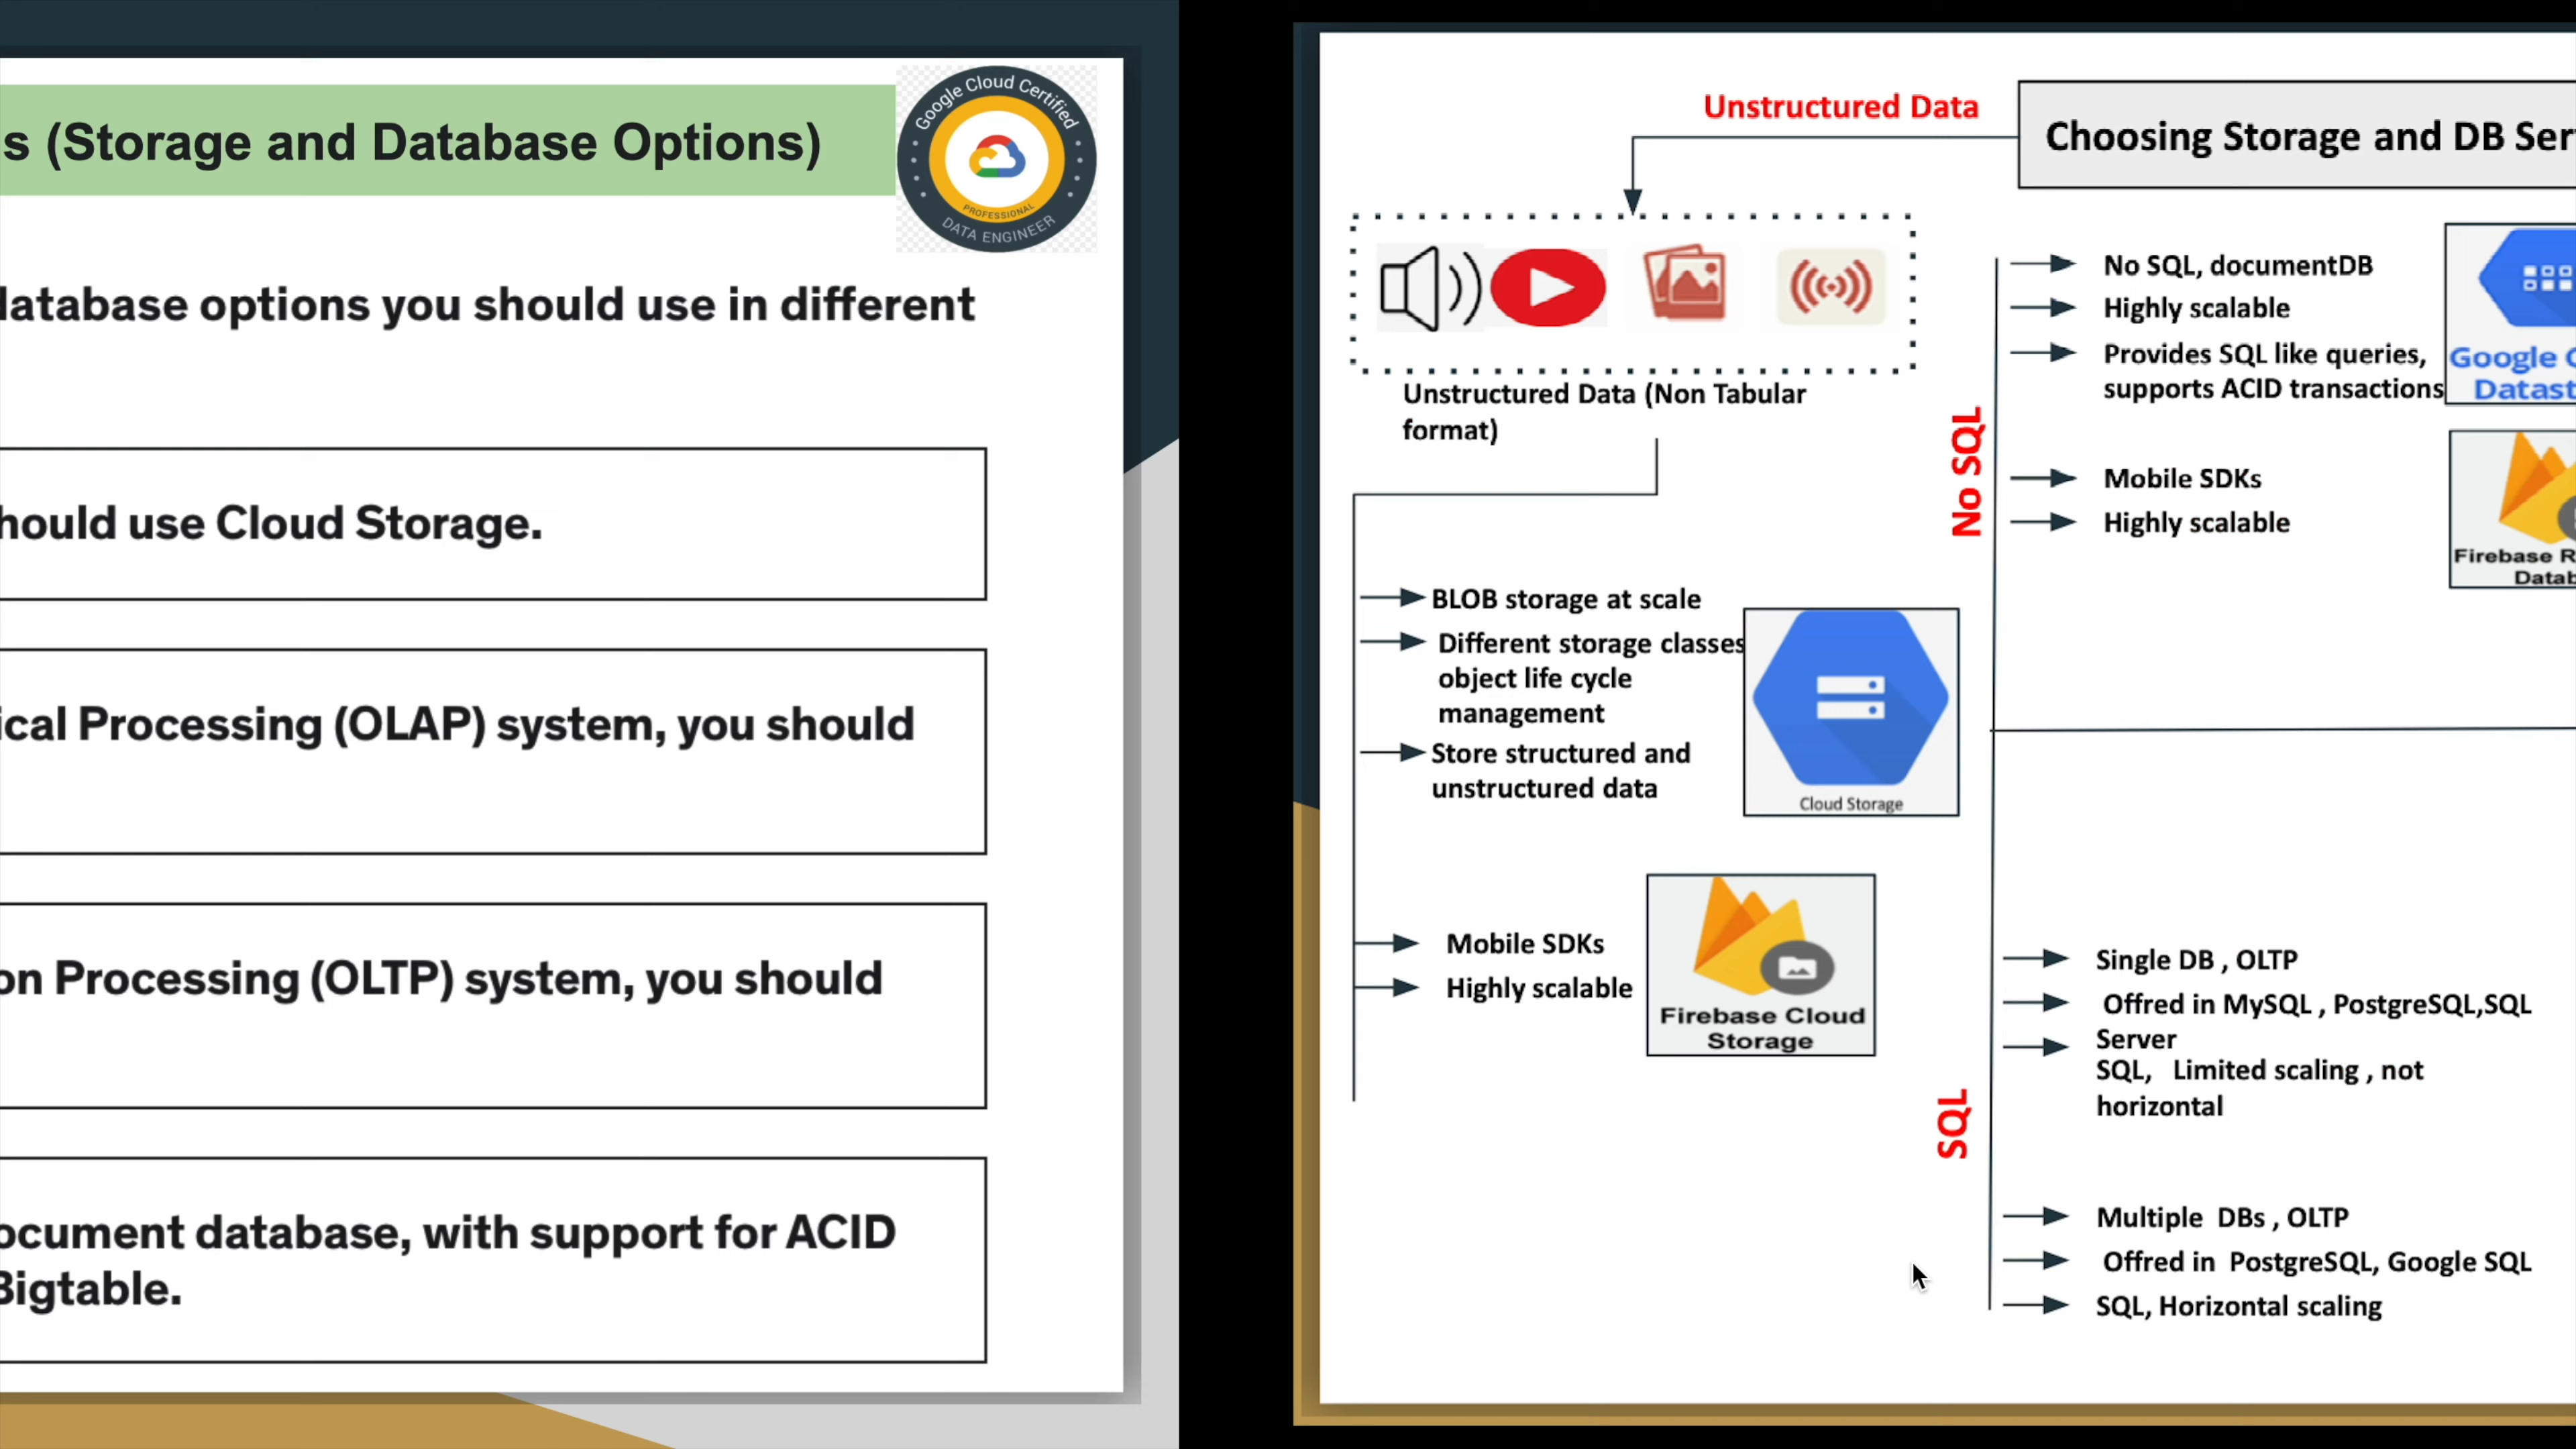 s (Storage and Database Options)
Google Cloud Certified
PROFESSIONAL
DATA ENGINEER
database options you should use in different
should use Cloud Storage.
ical Processing (OLAP) system, you should
on Processing (OLTP) system, you should
ocument database, with support for ACID
Bigtable.
Unstructured Data
Choosing Storage and DB Ser
Unstructured Data (Non Tabular
format)
BLOB storage at scale
Different storage classes
object life cycle
management
Store structured and
unstructured data
Cloud Storage
Mobile SDKs
Highly scalable
Firebase Cloud
Storage
No SQL
No SQL, documentDB
Highly scalable
Provides SQL like queries,
supports ACID transactions
Google C
Datast
Mobile SDKs
Highly scalable
Firebase R
Datab
SQL
Single DB , OLTP
Offred in MySQL , PostgreSQL,SQL
Server
SQL, Limited scaling , not
horizontal
Multiple DBs , OLTP
Offred in PostgreSQL, Google SQL
SQL, Horizontal scaling